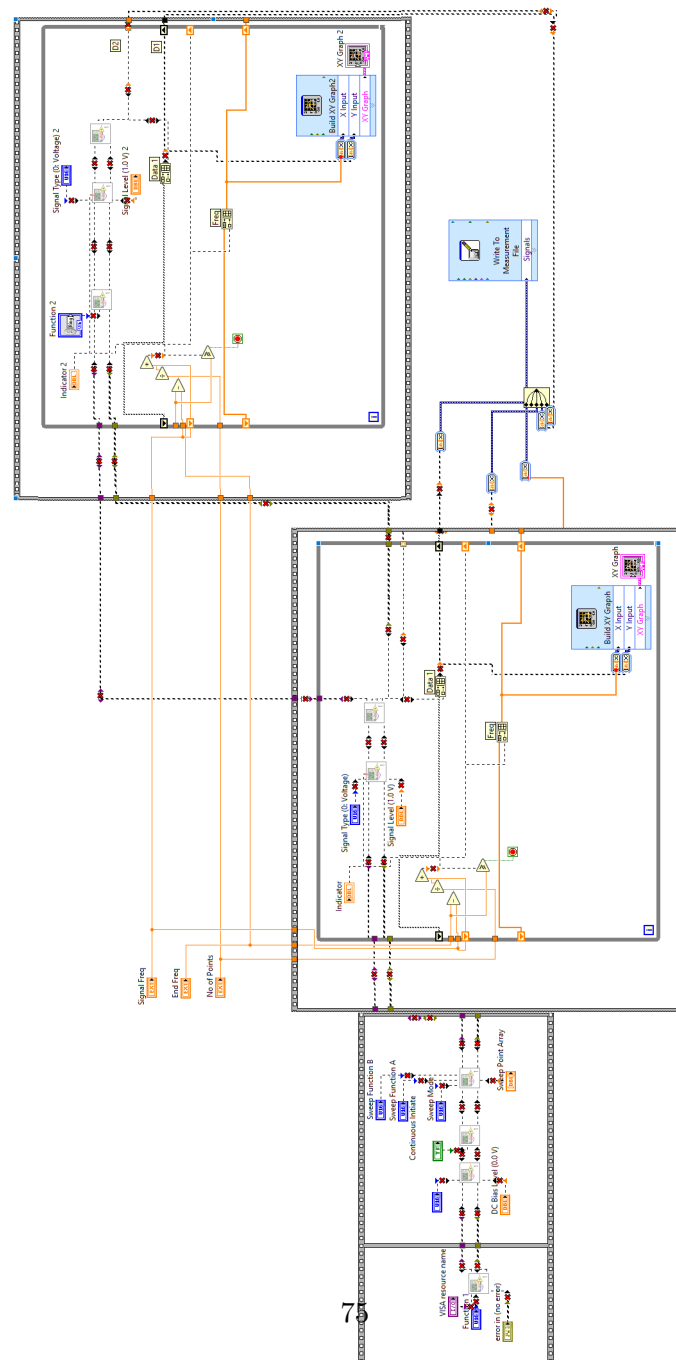 VISA resource name
Function 1
error in (no error)
DC Bias Level (0.0 V)
Continuous Initiate
Sweep Function B
Sweep Function A
Sweep Mode
Sweep Point Array
Signal Freq
End Freq
No of Points
Indicator
Signal Type (0: Voltage)
Signal Level (1.0 V)
Data 1
Freq
Build XY Graph
X Input
Y Input
XY Graph
XY Graph
Indicator 2
Function 2
Signal Type (0: Voltage) 2
Signal Level (1.0 V) 2
Data 1
Freq
D2
D1
Build XY Graph2
X Input
Y Input
XY Graph
XY Graph 2
Write To
Measurement
File
Signals
75